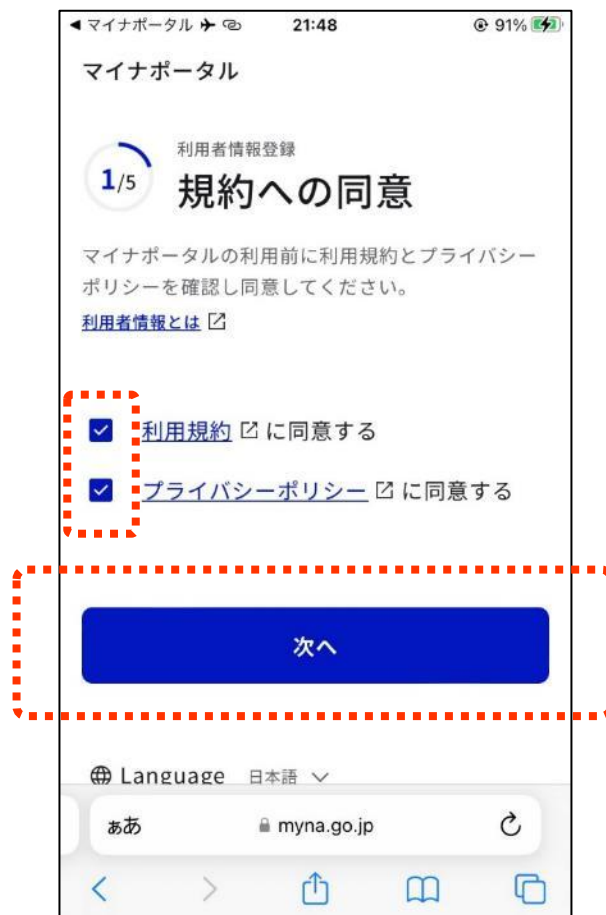 ◀ マイナポータル 21:48 91%
マイナポータル
利用者情報登録
1/5 規約への同意
マイナポータルの利用前に利用規約とプライバシー
ポリシーを確認し同意してください。
利用者情報とは
利用規約 に同意する
プライバシーポリシー に同意する
次へ
Language 日本語
ぁあ myna.go.jp